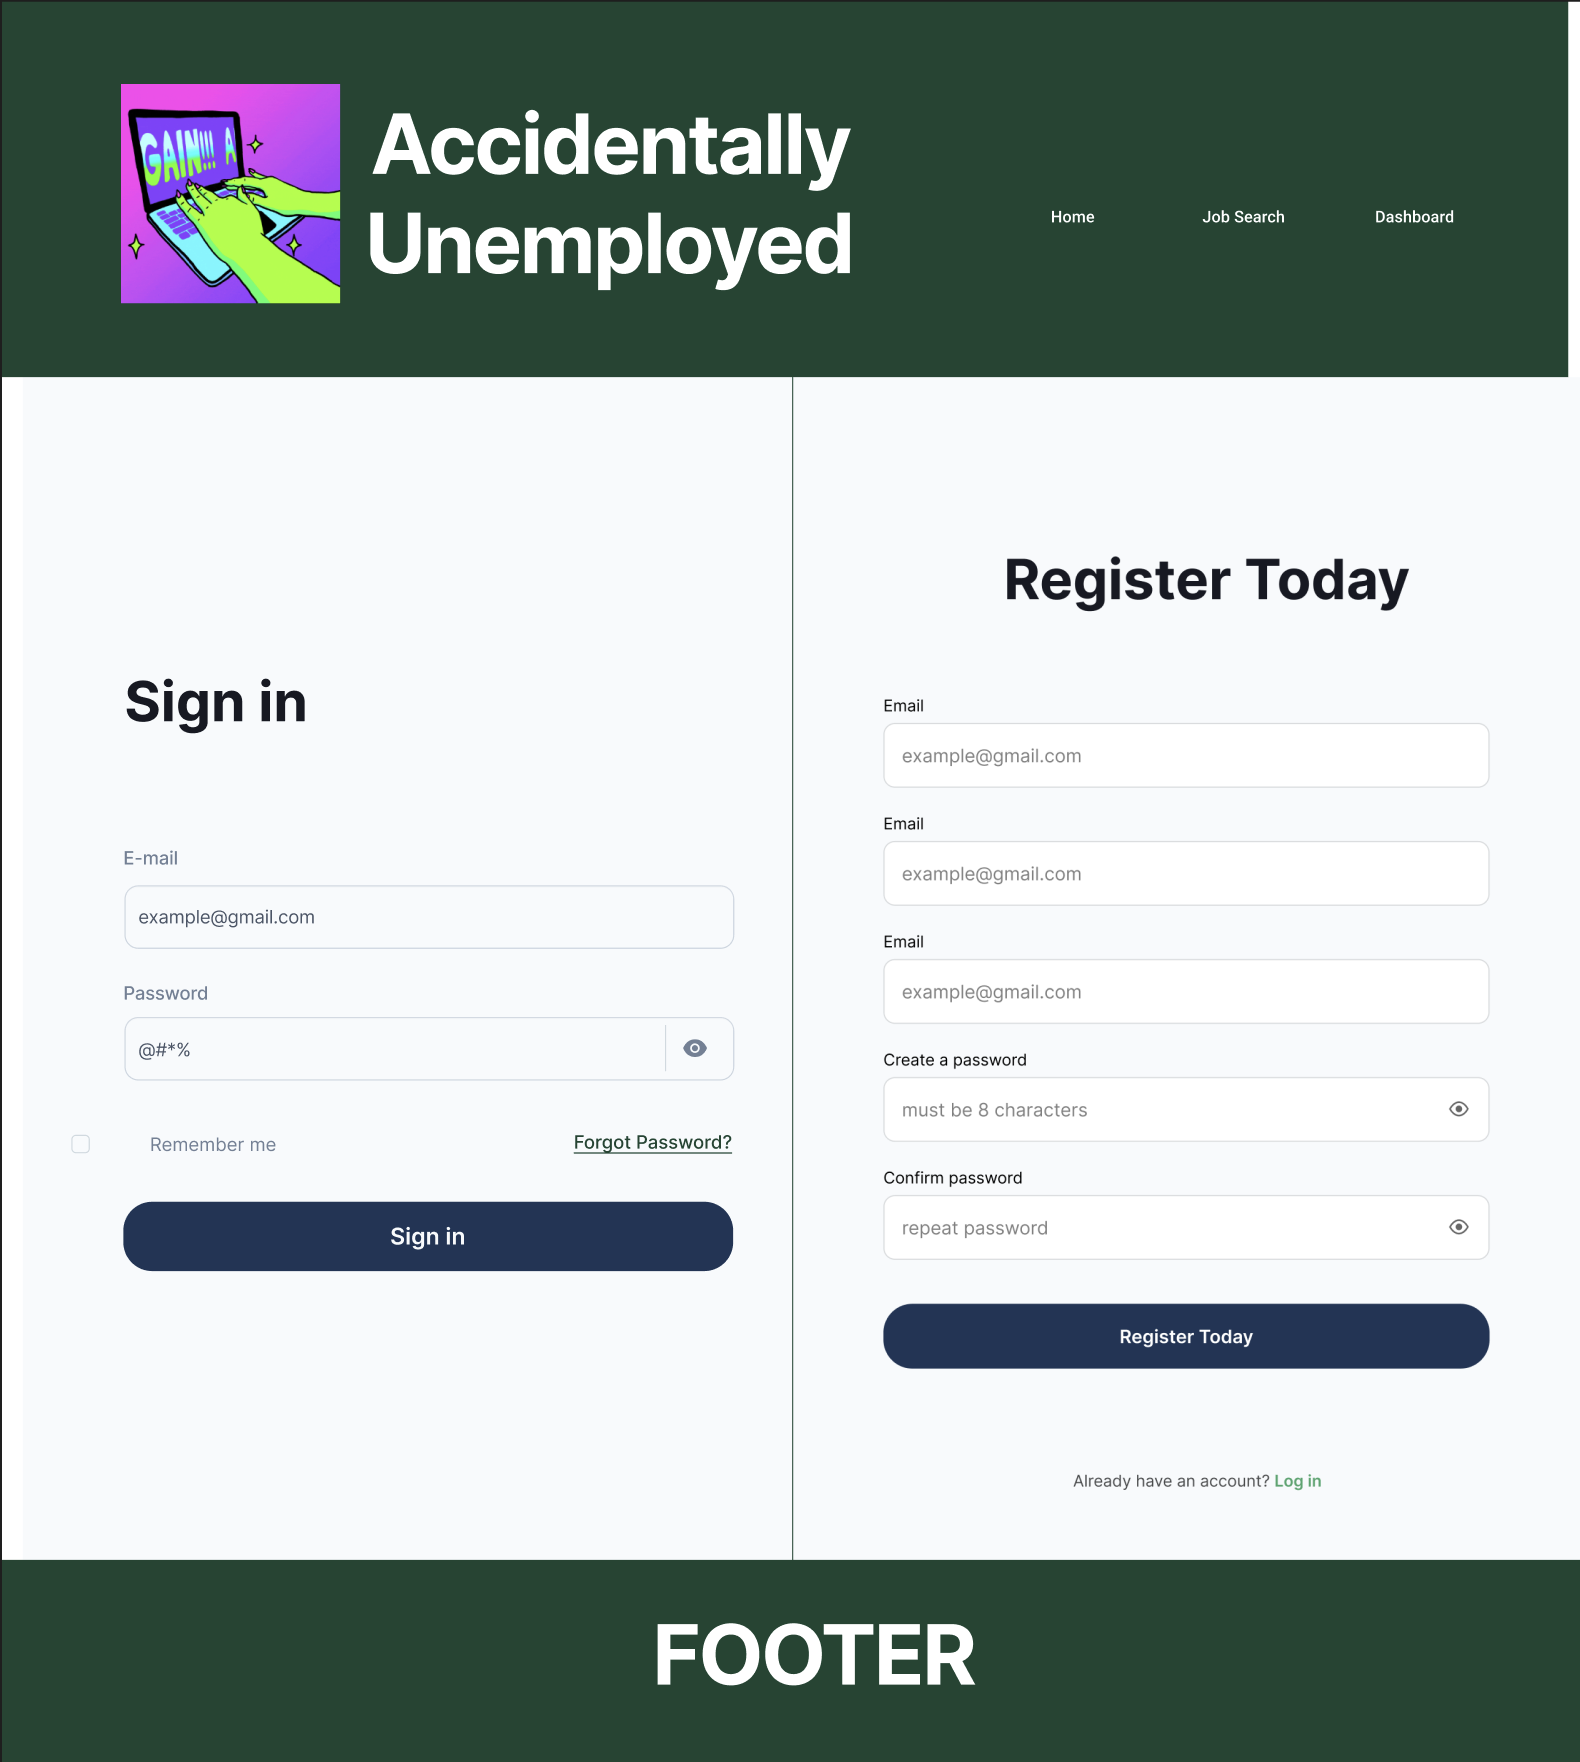 GAIN!!! A
Accidentally
Unemployed
Home
Job Search
Dashboard
Sign in
E-mail
example@gmail.com
Password
@#*%
Remember me
Forgot Password?
Sign in
Register Today
Email
example@gmail.com
Email
example@gmail.com
Email
example@gmail.com
Create a password
must be 8 characters
Confirm password
repeat password
Register Today
Already have an account? Log in
FOOTER